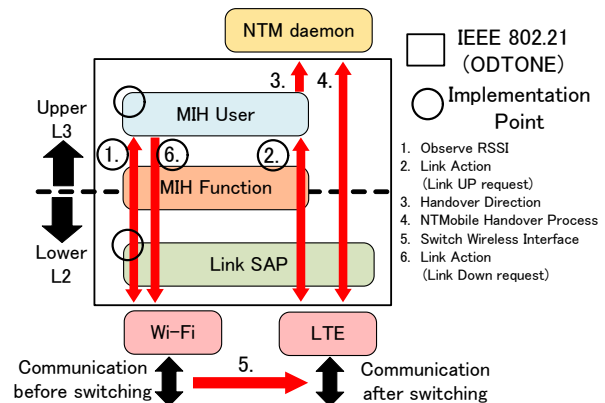 NTM daemon
IEEE 802.21
(ODTONE)
3.
4.
Implementation
Point
Upper
L3
MIH User
1.
6.
2.
MIH Function
Lower
L2
Link SAP
1. Observe RSSI
2. Link Action
(Link UP request)
3. Handover Direction
4. NTMobile Handover Process
5. Switch Wireless Interface
6. Link Action
(Link Down request)
Wi-Fi
LTE
Communication
before switching
5.
Communication
after switching